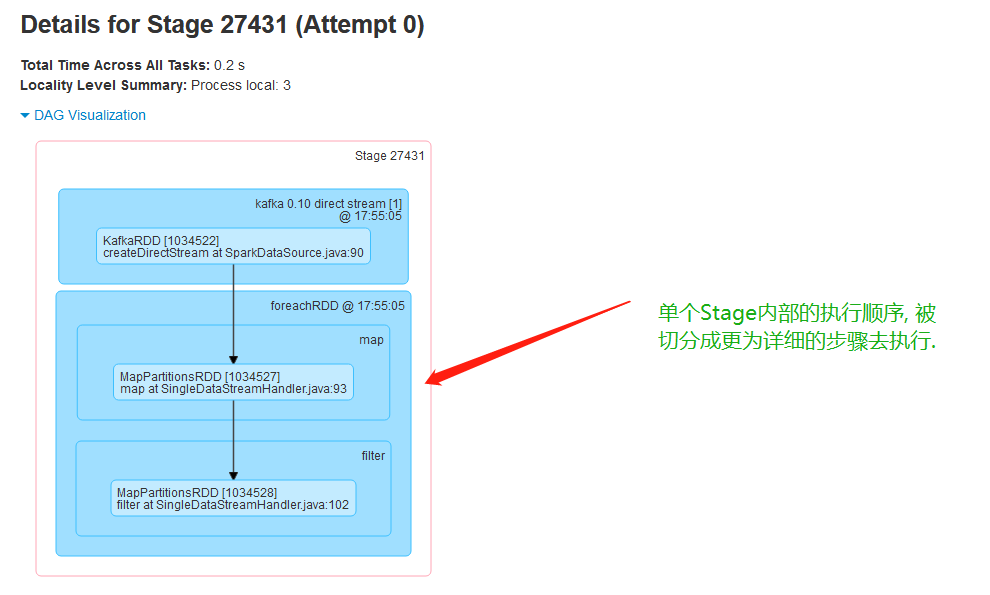 Details for Stage 27431 (Attempt 0)
Total Time Across All Tasks: 0.2 s
Locality Level Summary: Process local: 3
DAG Visualization
Stage 27431
kafka 0.10 direct stream [1]
@ 17:55:05
KafkaRDD [1034522]
createDirectStream at SparkDataSource.java:90
foreachRDD @ 17:55:05
map
MapPartitionsRDD [1034527]
map at SingleDataStreamHandler.java:93
filter
MapPartitionsRDD [1034528]
filter at SingleDataStreamHandler.java:102
单个Stage内部的执行顺序, 被
切分成更为详细的步骤去执行.